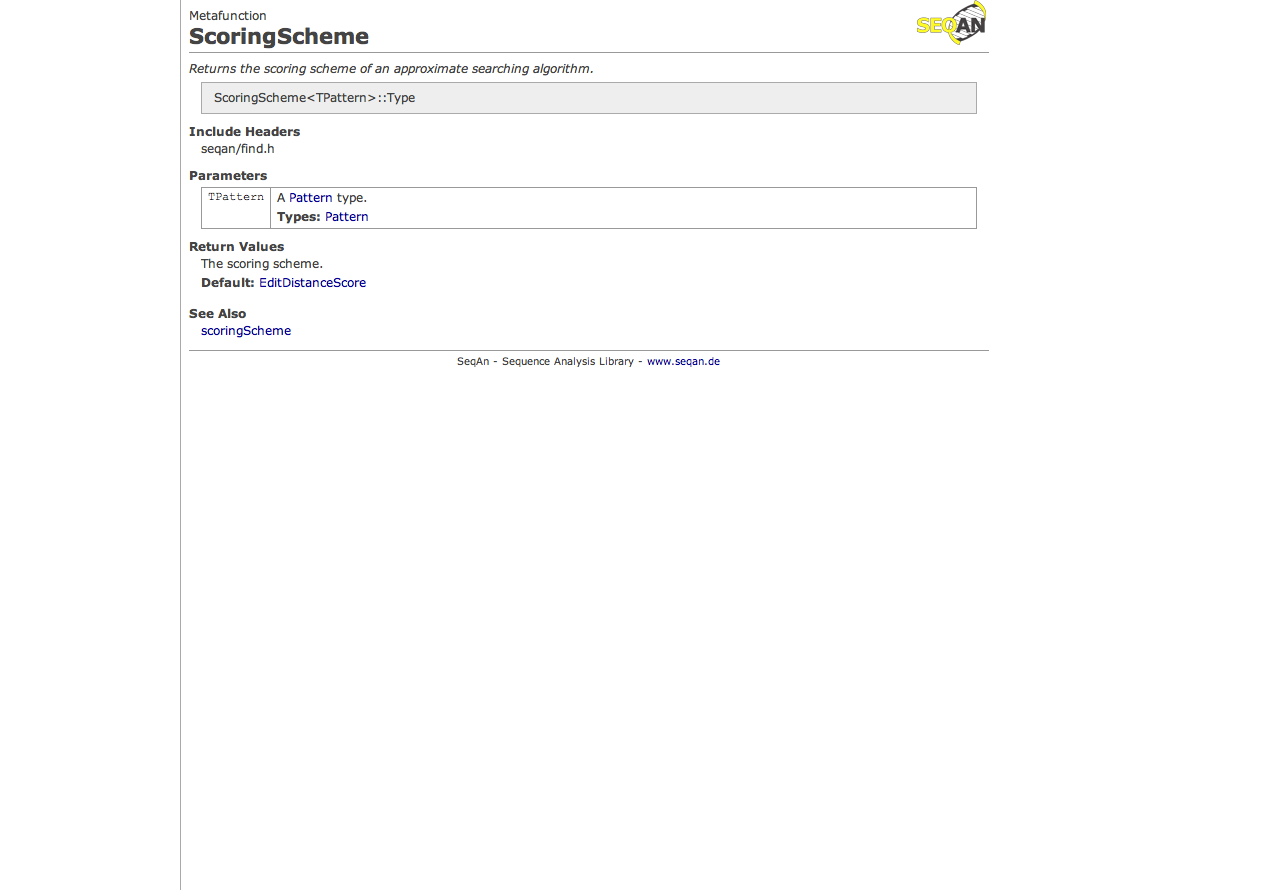 Metafunction
SEQAN
ScoringScheme
Returns the scoring scheme of an approximate searching algorithm.
ScoringScheme<TPattern>::Type
Include Headers
seqan/find.h
Parameters
TPattern A Pattern type.
Types: Pattern
Return Values
The scoring scheme.
Default: EditDistanceScore
See Also
scoringScheme
SeqAn - Sequence Analysis Library - www.seqan.de